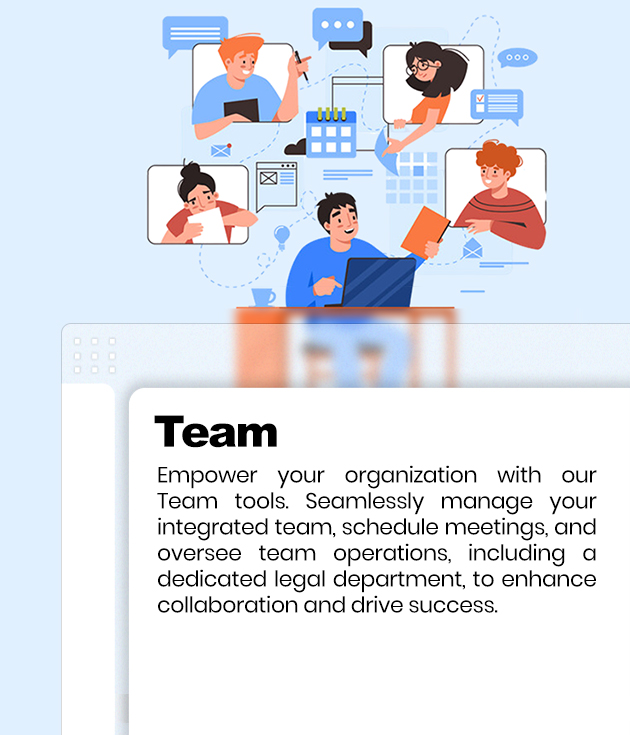 Team
Empower your organization with our
Team tools. Seamlessly manage your
integrated team, schedule meetings, and
oversee team operations, including a
dedicated legal department, to enhance
collaboration and drive success.